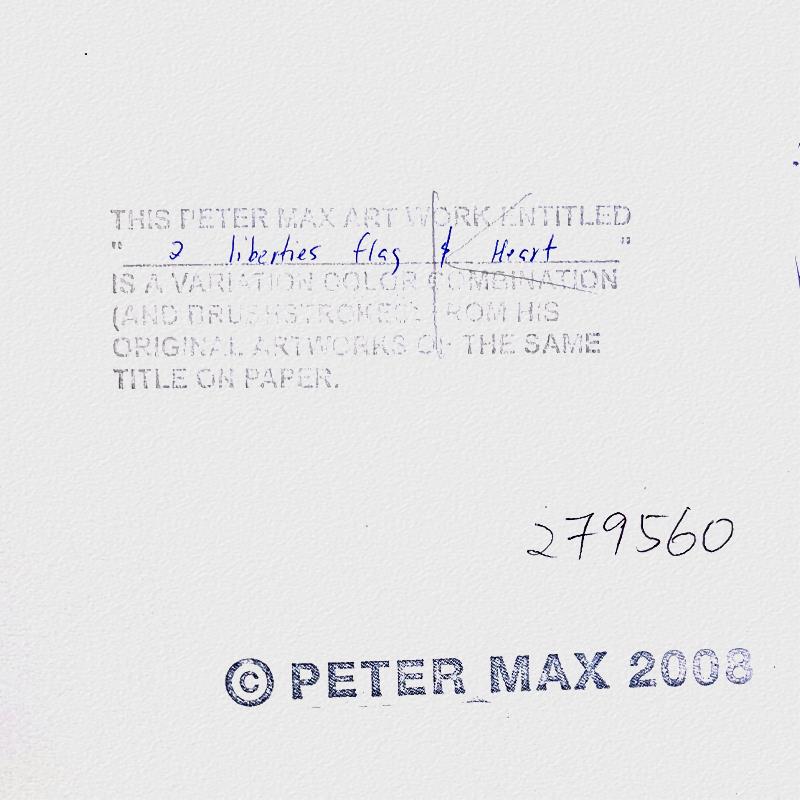 THIS PETER MAX ART WORK ENTITLED
" 2 liberties flag & Heart "
IS A VARIATION COLOR COMBINATION
(AND BRUSHSTROKES) FROM HIS
ORIGINAL ARTWORKS OF THE SAME
TITLE ON PAPER.
279560
© PETER MAX 2008